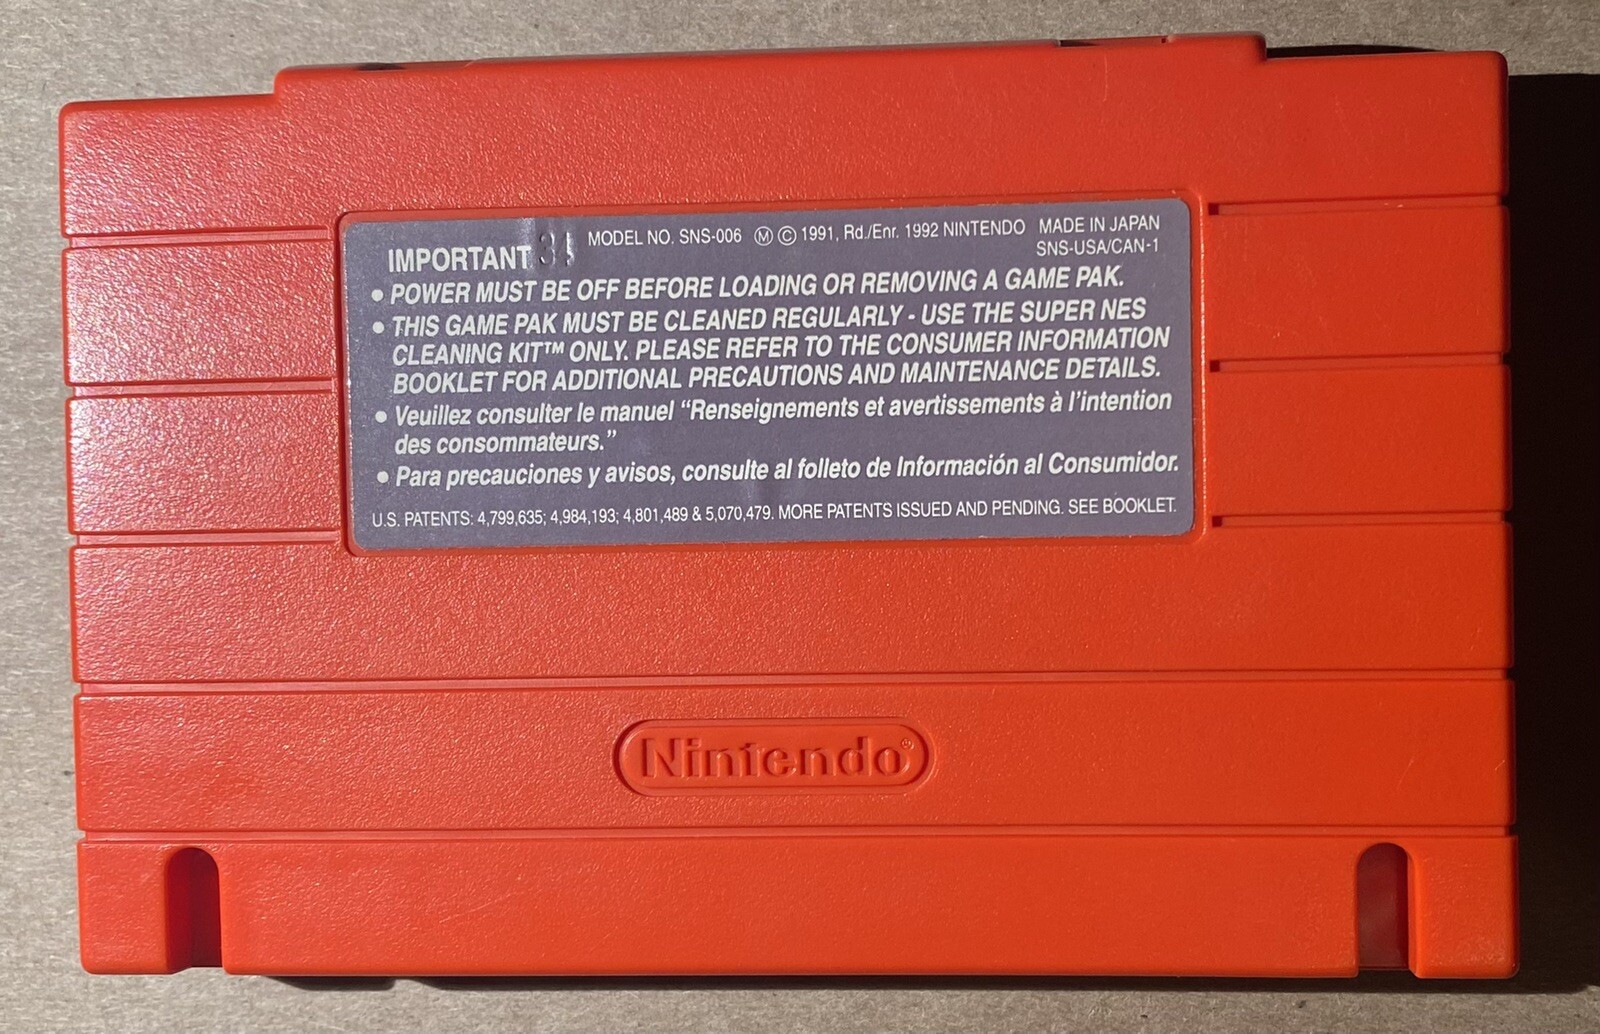 IMPORTANT 31 MODEL NO. SNS-006 Ⓜ © 1991, Rd./Enr. 1992 NINTENDO MADE IN JAPAN
SNS-USA/CAN-1
• POWER MUST BE OFF BEFORE LOADING OR REMOVING A GAME PAK.
• THIS GAME PAK MUST BE CLEANED REGULARLY - USE THE SUPER NES
CLEANING KIT™ ONLY. PLEASE REFER TO THE CONSUMER INFORMATION
BOOKLET FOR ADDITIONAL PRECAUTIONS AND MAINTENANCE DETAILS.
• Veuillez consulter le manuel “Renseignements et avertissements à l’intention
des consommateurs.”
• Para precauciones y avisos, consulte al folleto de Información al Consumidor.
U.S. PATENTS: 4,799,635; 4,984,193; 4,801,489 & 5,070,479. MORE PATENTS ISSUED AND PENDING. SEE BOOKLET.
Nintendo®